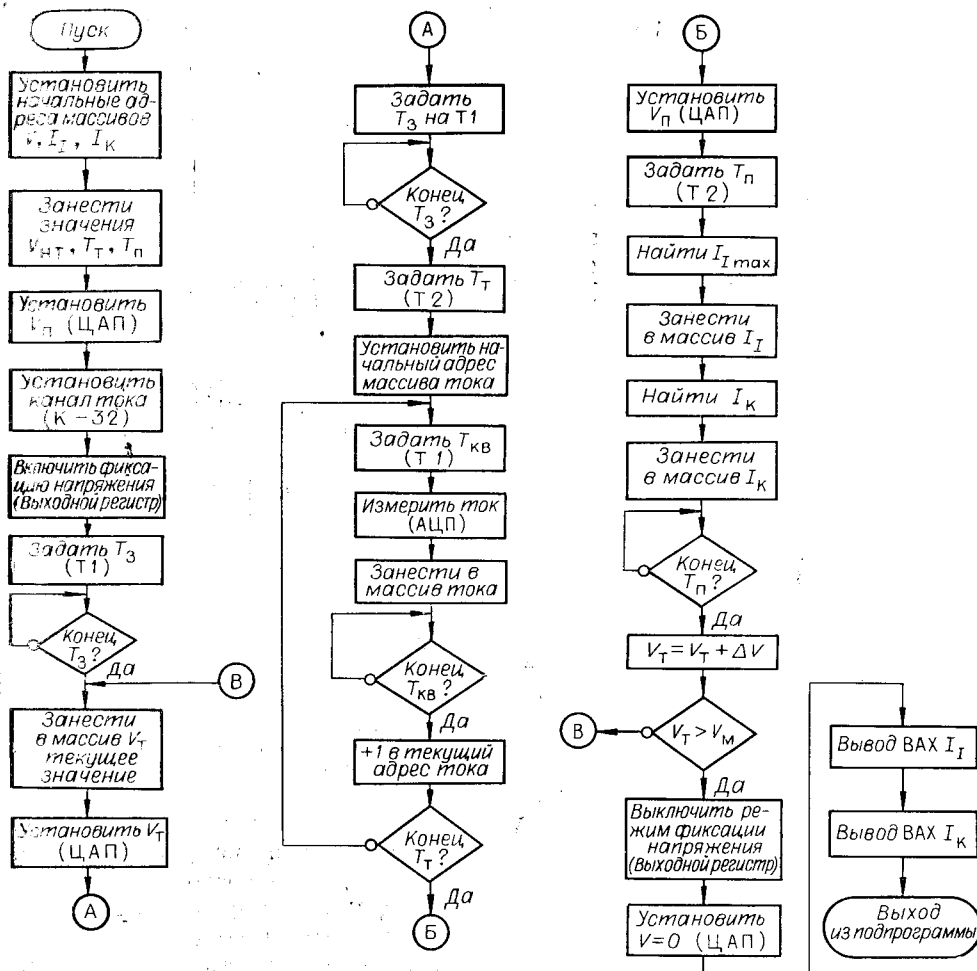 Пуск
Установить
начальные ад-
реса массивов
V, I_I, I_К
Занести
значения
V_НТ, T_Т, T_П
Установить
V_П (ЦАП)
Установить
канал тока
(К-32)
Включить фикса-
цию напряжения
(Выходной регистр)
Задать T_З
(Т1)
Конец
T_З?
Да
В
Занести
в массив V_Т
текущее
значение
Установить V_Т
(ЦАП)
А
А
Задать
T_З на Т1
Конец
T_З?
Да
Задать T_Т
(Т2)
Установить на-
чальный адрес
массива тока
Задать T_КВ
(Т1)
Измерить ток
(АЦП)
Занести в
массив тока
Конец
T_КВ?
Да
+1 в текущий
адрес тока
Конец
T_Т?
Да
Б
Б
Установить
V_П (ЦАП)
Задать T_П
(Т2)
Найти I_I max
Занести
в массив I_I
Найти I_К
Занести
в массив I_К
Конец
T_П?
Да
V_Т = V_Т + ΔV
В
V_Т > V_М
Да
Выключить ре-
жим фиксации
напряжения
(Выходной регистр)
Установить
V=0 (ЦАП)
Вывод ВАХ I_I
Вывод ВАХ I_К
Выход
из подпрограммы